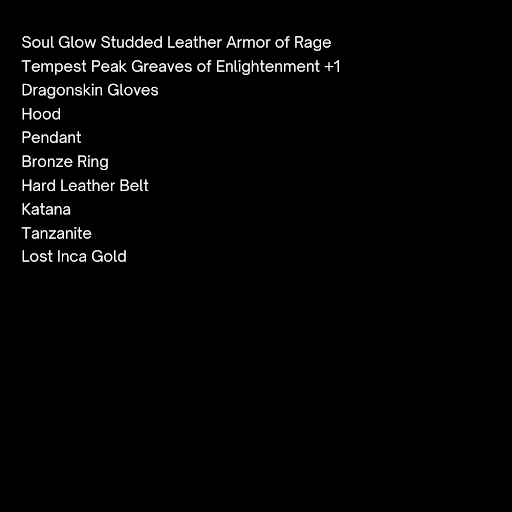 Soul Glow Studded Leather Armor of Rage
Tempest Peak Greaves of Enlightenment +1
Dragonskin Gloves
Hood
Pendant
Bronze Ring
Hard Leather Belt
Katana
Tanzanite
Lost Inca Gold